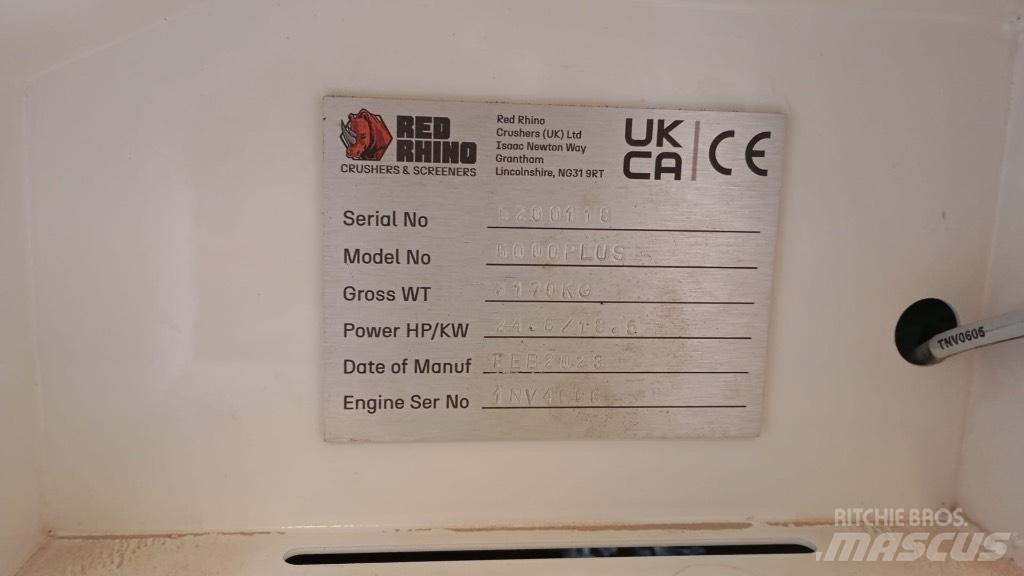 RED
RHINO
CRUSHERS & SCREENERS
Red Rhino
Crushers (UK) Ltd
Isaac Newton Way
Grantham
Lincolnshire, NG31 9RT
UK
CA
CE
Serial No
Model No 5000PLUS
Gross WT
Power HP/KW
Date of Manuf FEB2023
Engine Ser No
TNV0605
RITCHIE BROS.
MASCUS